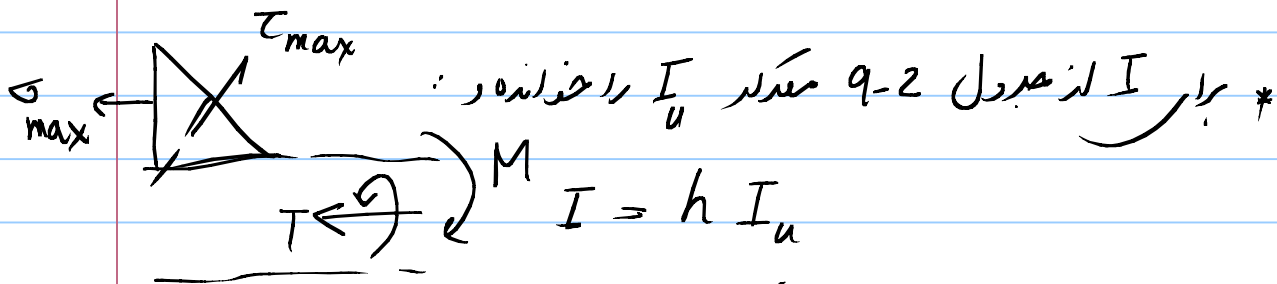 τmax
σmax
* برای I از جدول 2-9 مقدار Iu را خوانده و :
M
T
I = h Iu